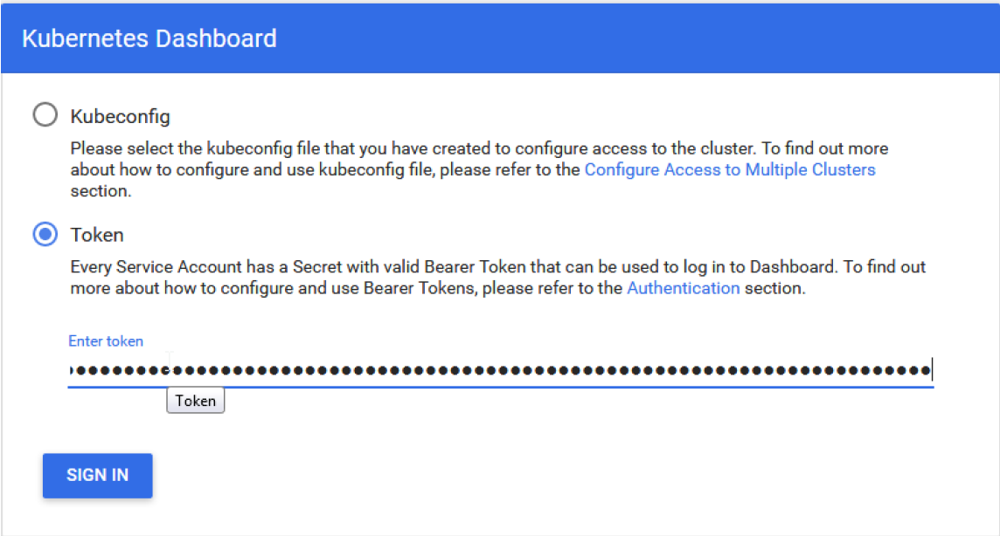 Kubernetes Dashboard
Kubeconfig
Please select the kubeconfig file that you have created to configure access to the cluster. To find out more
about how to configure and use kubeconfig file, please refer to the Configure Access to Multiple Clusters
section.
Token
Every Service Account has a Secret with valid Bearer Token that can be used to log in to Dashboard. To find out
more about how to configure and use Bearer Tokens, please refer to the Authentication section.
Enter token
Token
SIGN IN